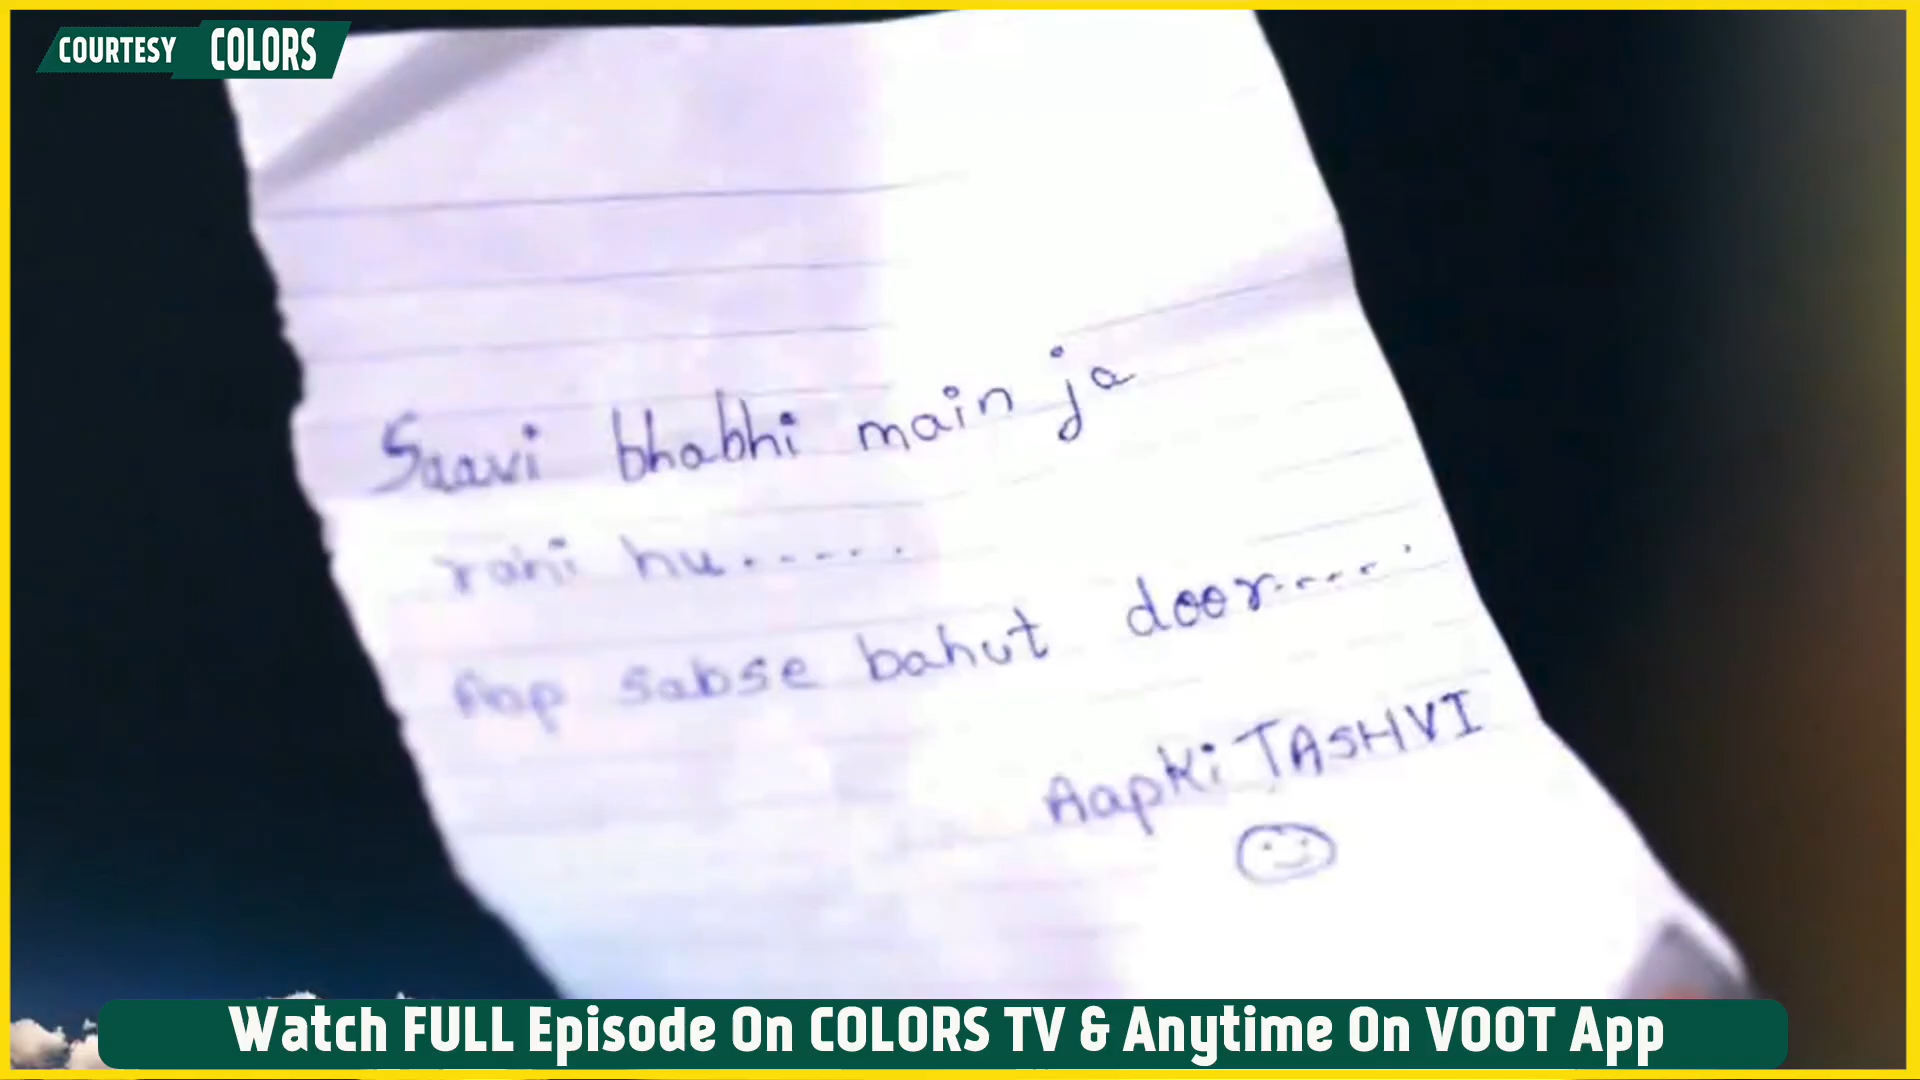 COURTESY COLORS
Saavi bhabhi main ja
rahi hu.....
Aap sabse bahut door.....
Aapki TASHVI
Watch FULL Episode On COLORS TV & Anytime On VOOT App